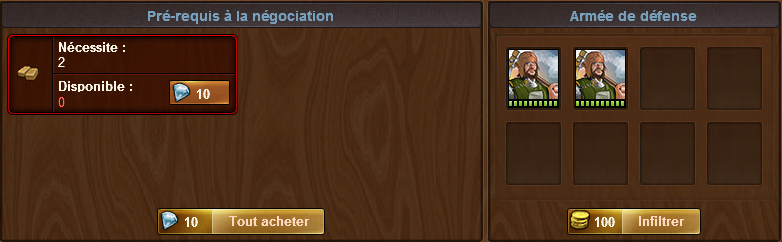 Pré-requis à la négociation
Nécessite :
2
Disponible :
0
10
10 Tout acheter
Armée de défense
100 Infiltrer